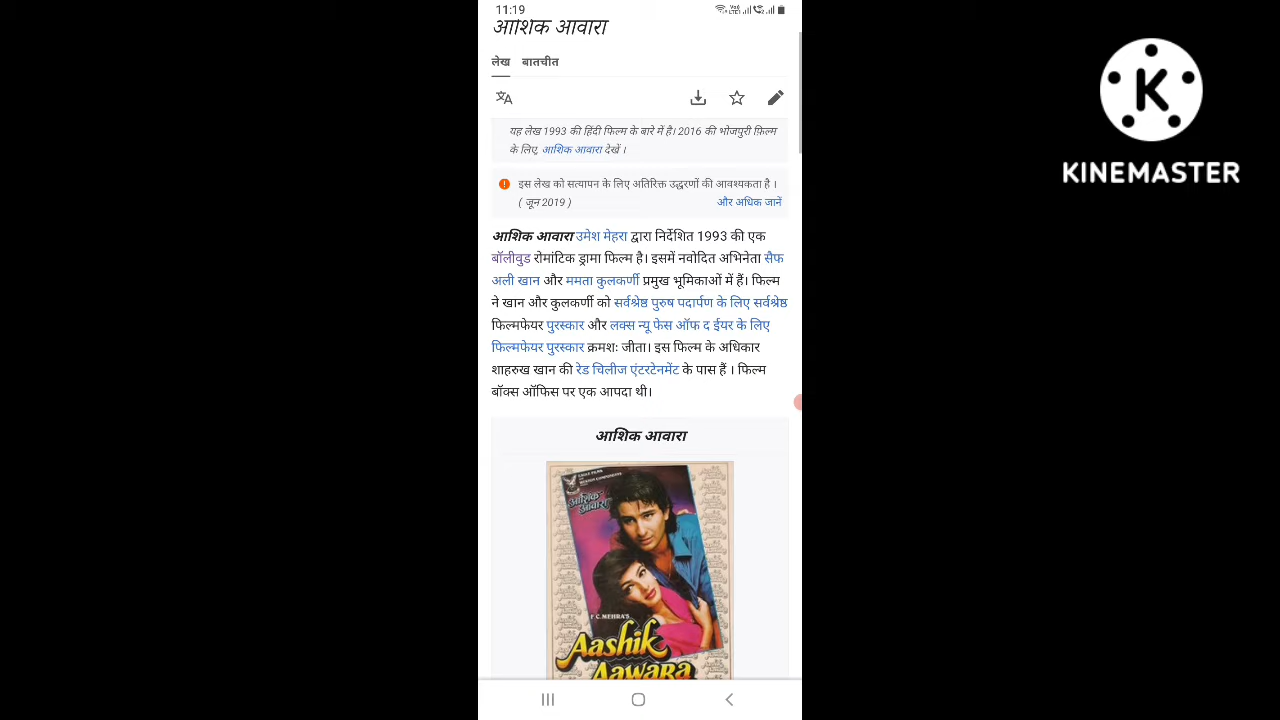 11:19
आशिक आवारा
लेख बातचीत
यह लेख 1993 की हिंदी फिल्म के बारे में है। 2016 की भोजपुरी फ़िल्म
के लिए, आशिक आवारा देखें ।
इस लेख को सत्यापन के लिए अतिरिक्त उद्धरणों की आवश्यकता है ।
( जून 2019 ) और अधिक जानें
आशिक आवारा उमेश मेहरा द्वारा निर्देशित 1993 की एक
बॉलीवुड रोमांटिक ड्रामा फिल्म है। इसमें नवोदित अभिनेता सैफ
अली खान और ममता कुलकर्णी प्रमुख भूमिकाओं में हैं। फिल्म
ने खान और कुलकर्णी को सर्वश्रेष्ठ पुरुष पदार्पण के लिए सर्वश्रेष्ठ
फिल्मफेयर पुरस्कार और लक्स न्यू फेस ऑफ द ईयर के लिए
फिल्मफेयर पुरस्कार क्रमशः जीता। इस फिल्म के अधिकार
शाहरुख खान की रेड चिलीज एंटरटेनमेंट के पास हैं । फिल्म
बॉक्स ऑफिस पर एक आपदा थी।
आशिक आवारा
आशिक
आवारा
F.C. MEHRA'S
Aashik
Aawara
K
KINEMASTER